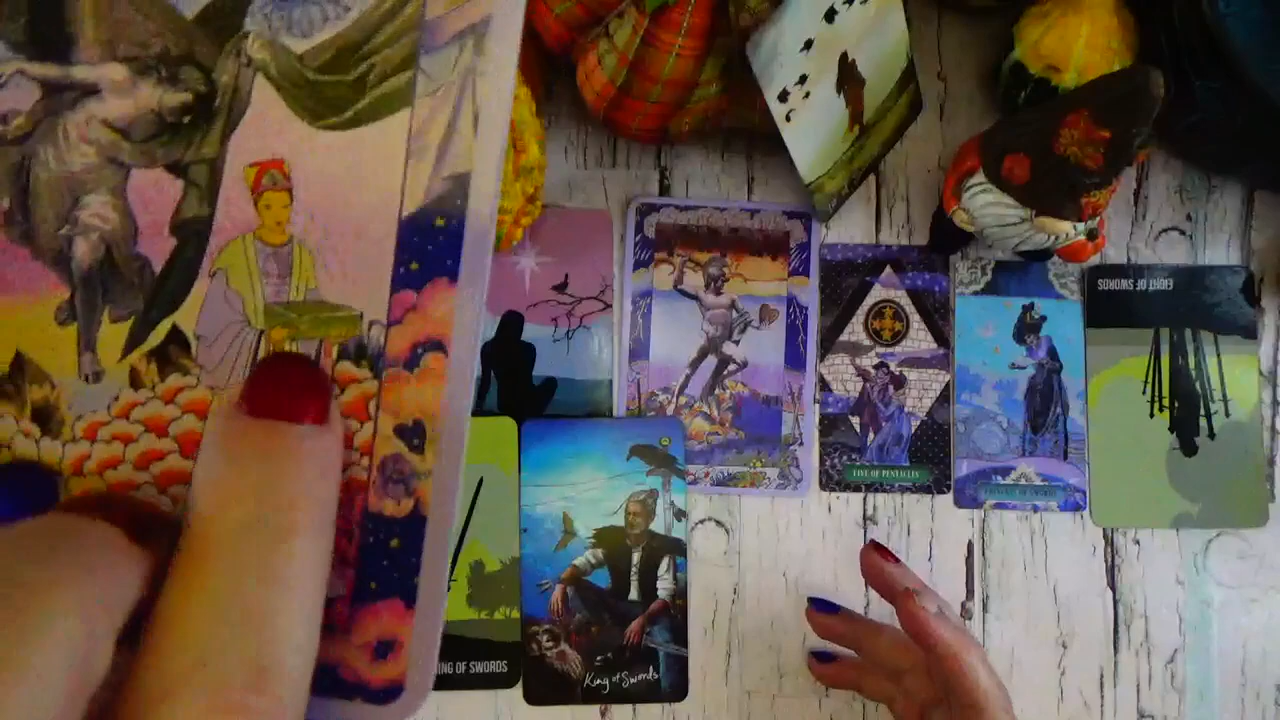 EIGHT OF SWORDS
FIVE OF PENTACLES
KING OF SWORDS
King of Swords